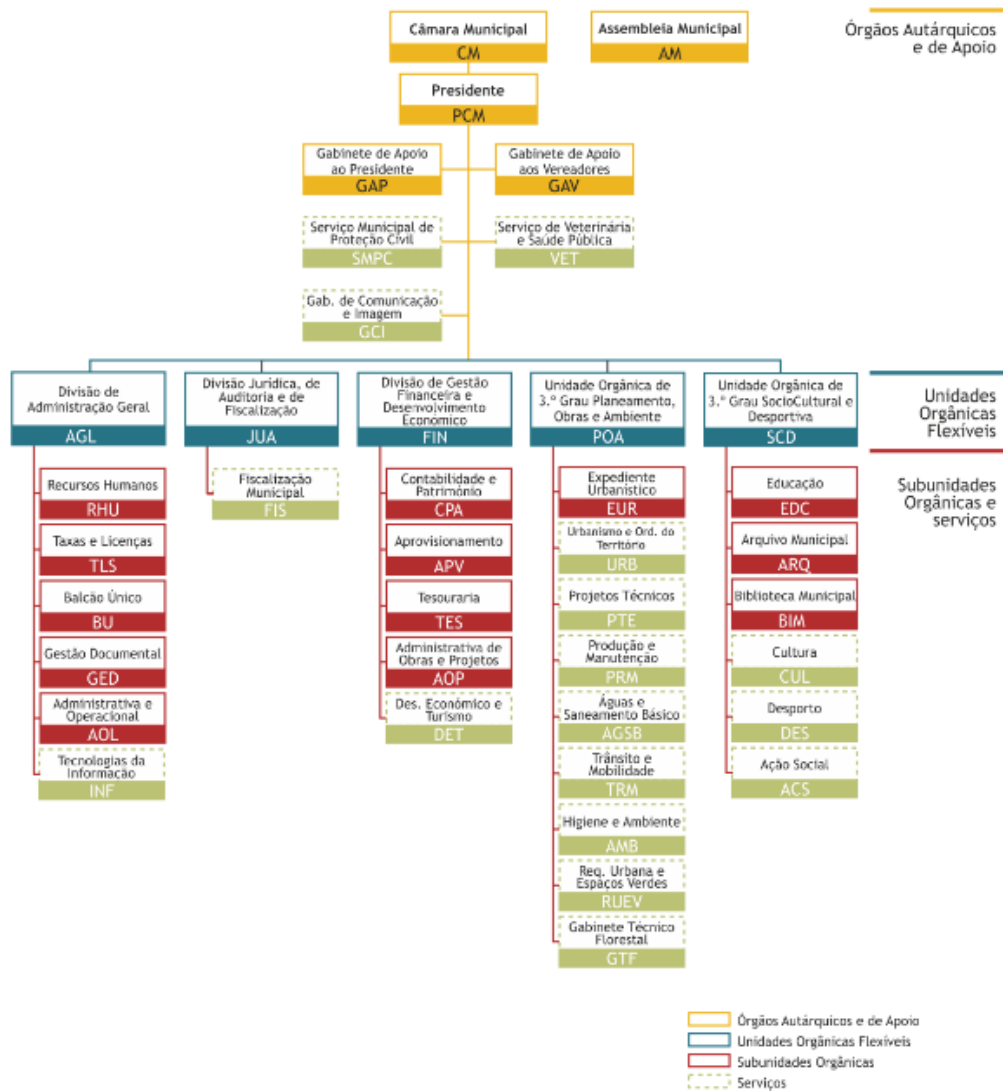 Câmara Municipal
CM
Assembleia Municipal
AM
Órgãos Autárquicos
e de Apoio
Presidente
PCM
Gabinete de Apoio
ao Presidente
GAP
Gabinete de Apoio
aos Vereadores
GAV
Serviço Municipal de
Proteção Civil
SMPC
Serviço de Veterinária
e Saúde Pública
VET
Gab. de Comunicação
e Imagem
GCI
Divisão de
Administração Geral
AGL
Divisão Jurídica, de
Auditoria e de
Fiscalização
JUA
Divisão de Gestão
Financeira e
Desenvolvimento
Económico
FIN
Unidade Orgânica de
3.º Grau Planeamento,
Obras e Ambiente
POA
Unidade Orgânica de
3.º Grau SocioCultural e
Desportiva
SCD
Unidades
Orgânicas
Flexíveis
Subunidades
Orgânicas e
serviços
Recursos Humanos
RHU
Taxas e Licenças
TLS
Balcão Único
BU
Gestão Documental
GED
Administrativa e
Operacional
AOL
Tecnologias da
Informação
INF
Fiscalização
Municipal
FIS
Contabilidade e
Património
CPA
Aprovisionamento
APV
Tesouraria
TES
Administrativa de
Obras e Projetos
AOP
Des. Económico e
Turismo
DET
Expediente
Urbanístico
EUR
Urbanismo e Ord. do
Território
URB
Projetos Técnicos
PTE
Produção e
Manutenção
PRM
Águas e
Saneamento Básico
AGSB
Trânsito e
Mobilidade
TRM
Higiene e Ambiente
AMB
Req. Urbana e
Espaços Verdes
RUEV
Gabinete Técnico
Florestal
GTF
Educação
EDC
Arquivo Municipal
ARQ
Biblioteca Municipal
BIM
Cultura
CUL
Desporto
DES
Ação Social
ACS
Órgãos Autárquicos e de Apoio
Unidades Orgânicas Flexíveis
Subunidades Orgânicas
Serviços